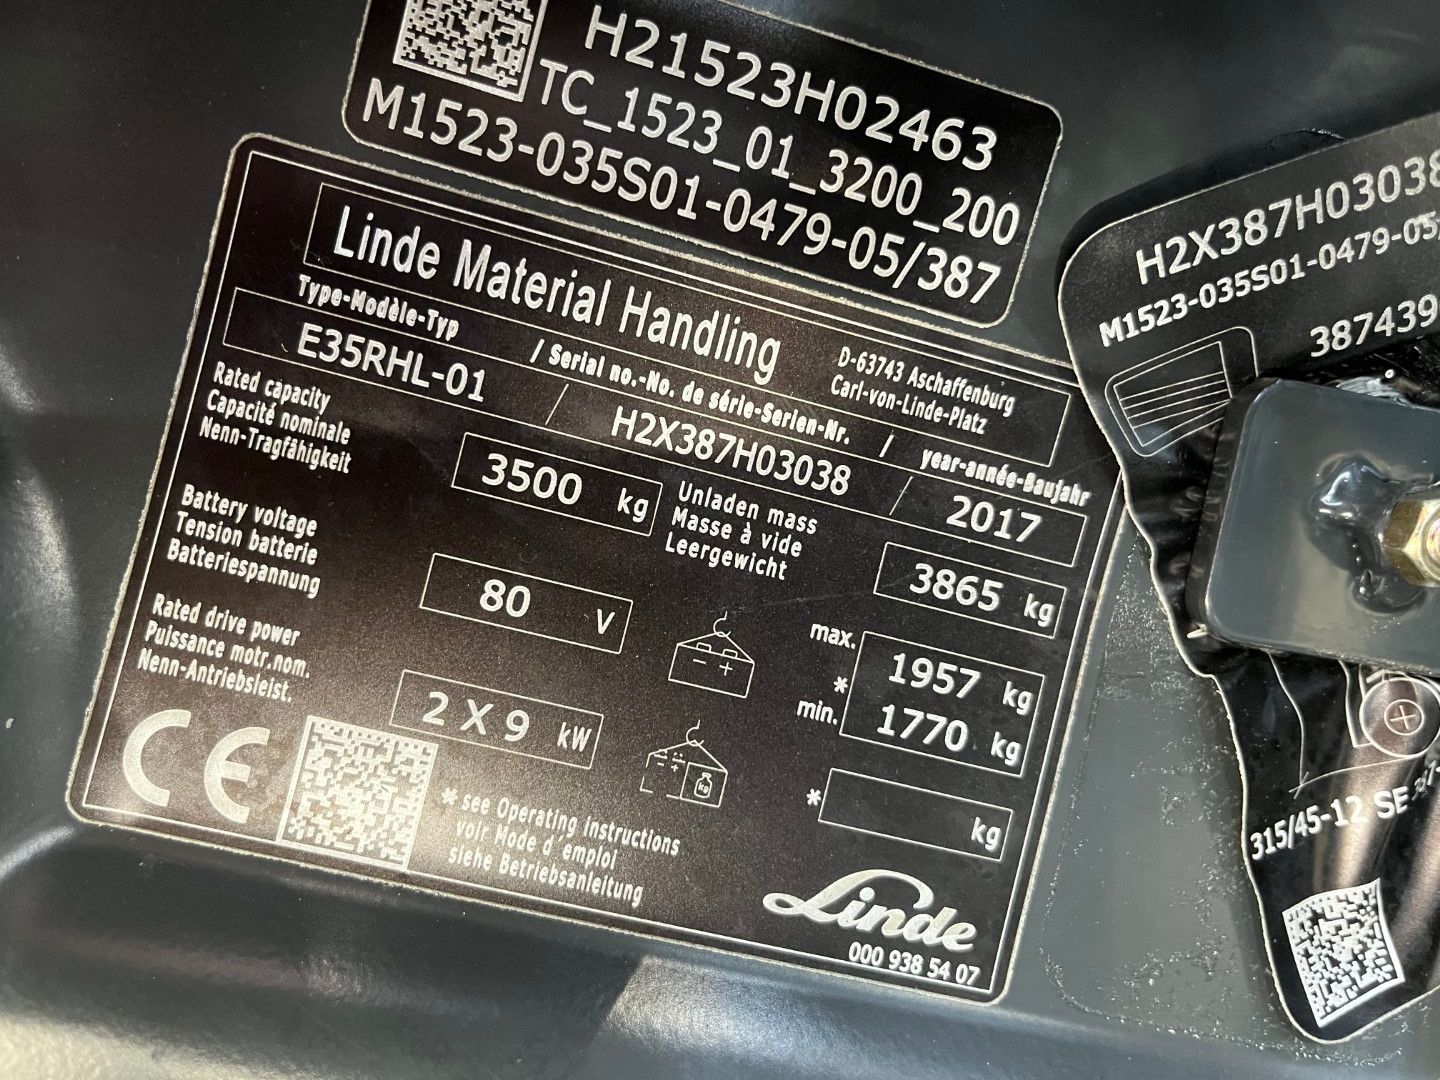 H21523H02463
TC_1523_01_3200_200
M1523-035S01-0479-05/387
Linde Material Handling
D-63743 Aschaffenburg
Carl-von-Linde-Platz
Type-Modèle-Typ / Serial no.-No. de série-Serien-Nr. / year-année-Baujahr
E35RHL-01 / H2X387H03038 / 2017
Rated capacity
Capacité nominale
Nenn-Tragfähigkeit
3500 kg
Unladen mass
Masse à vide
Leergewicht
3865 kg
Battery voltage
Tension batterie
Batteriespannung
80 V
- +
max.
1957 kg
*
min.
1770 kg
Rated drive power
Puissance motr.nom.
Nenn-Antriebsleist.
2 X 9 kW
kg
* kg
CE
* see Operating instructions
voir Mode d'emploi
siehe Betriebsanleitung
Linde
000 938 54 07
H2X387H03038
M1523-035S01-0479-05
387439
315/45-12 SE